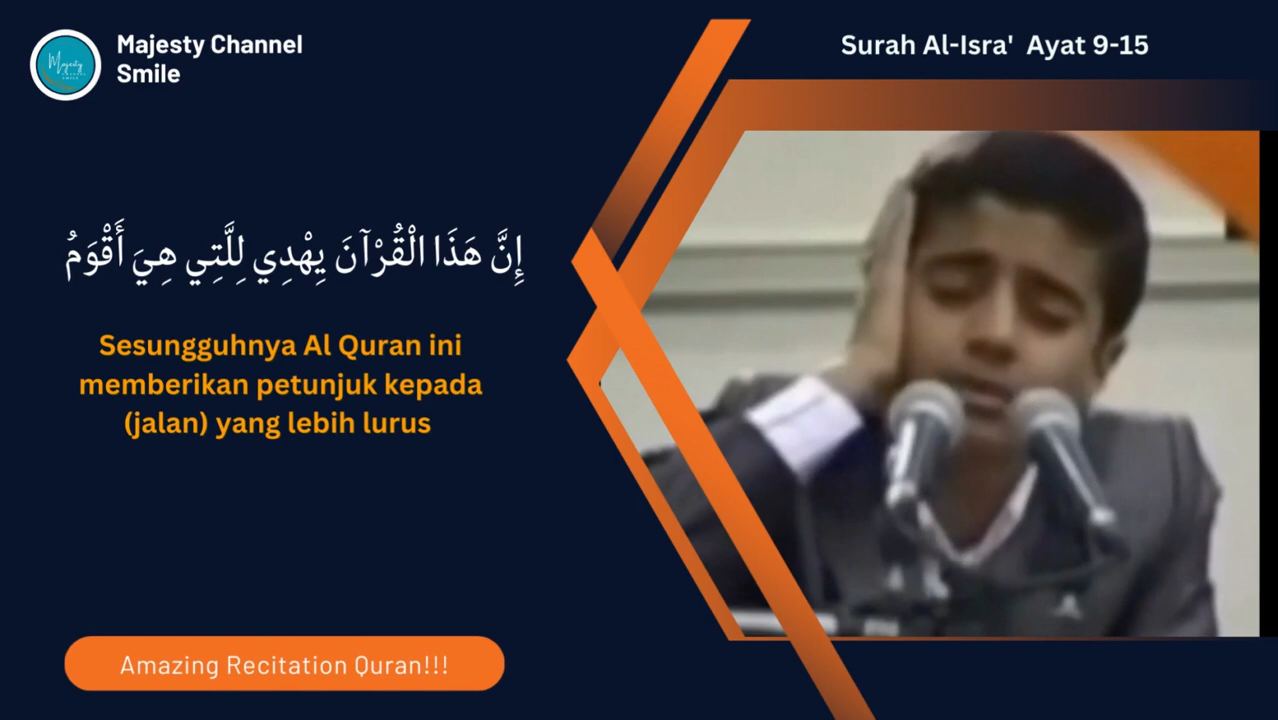 Majesty Channel
Smile
Surah Al-Isra' Ayat 9-15
إِنَّ هَذَا الْقُرْآنَ يِهْدِي لِلَّتِي هِيَ أَقْوَمُ
Sesungguhnya Al Quran ini
memberikan petunjuk kepada
(jalan) yang lebih lurus
Amazing Recitation Quran!!!